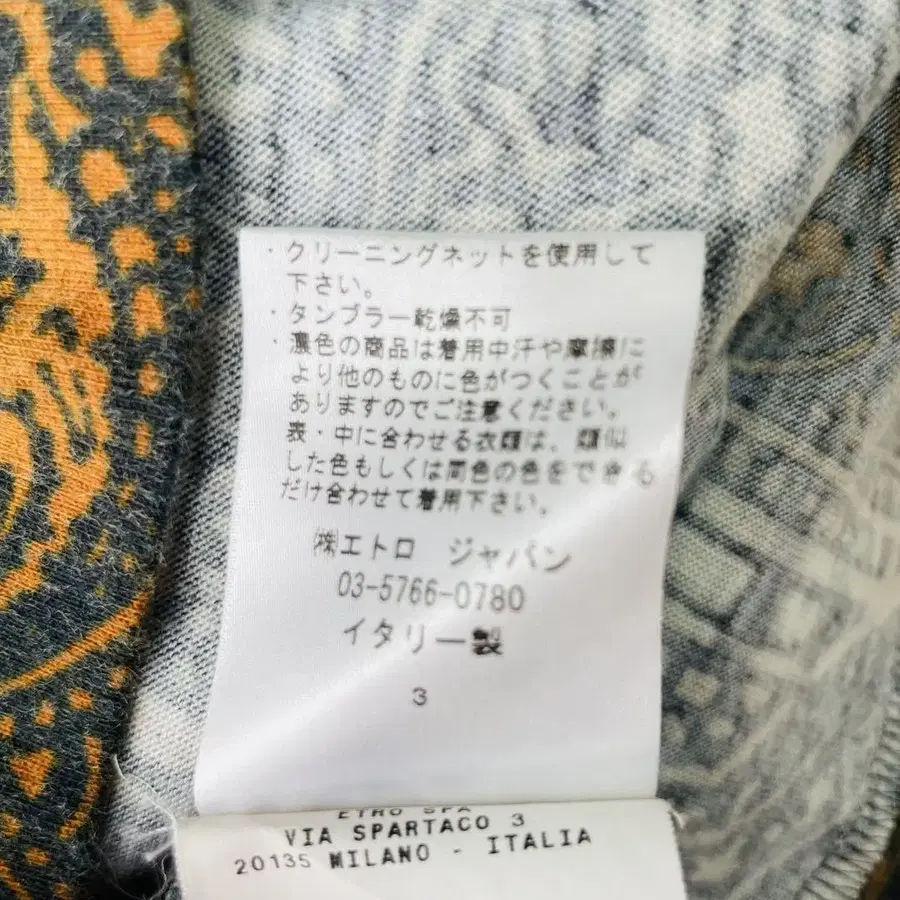 ・クリーニングネットを使用して
下さい。
・タンブラー乾燥不可
・濃色の商品は着用中汗や摩擦に
より他のものに色がつくことが
ありますのでご注意ください。
表・中に合わせる衣類は、類似
した色もしくは同色の色をできる
だけ合わせて着用下さい。
㈱エトロ ジャパン
03-5766-0780
イタリー製
3
ETRO SPA
VIA SPARTACO 3
20135 MILANO - ITALIA